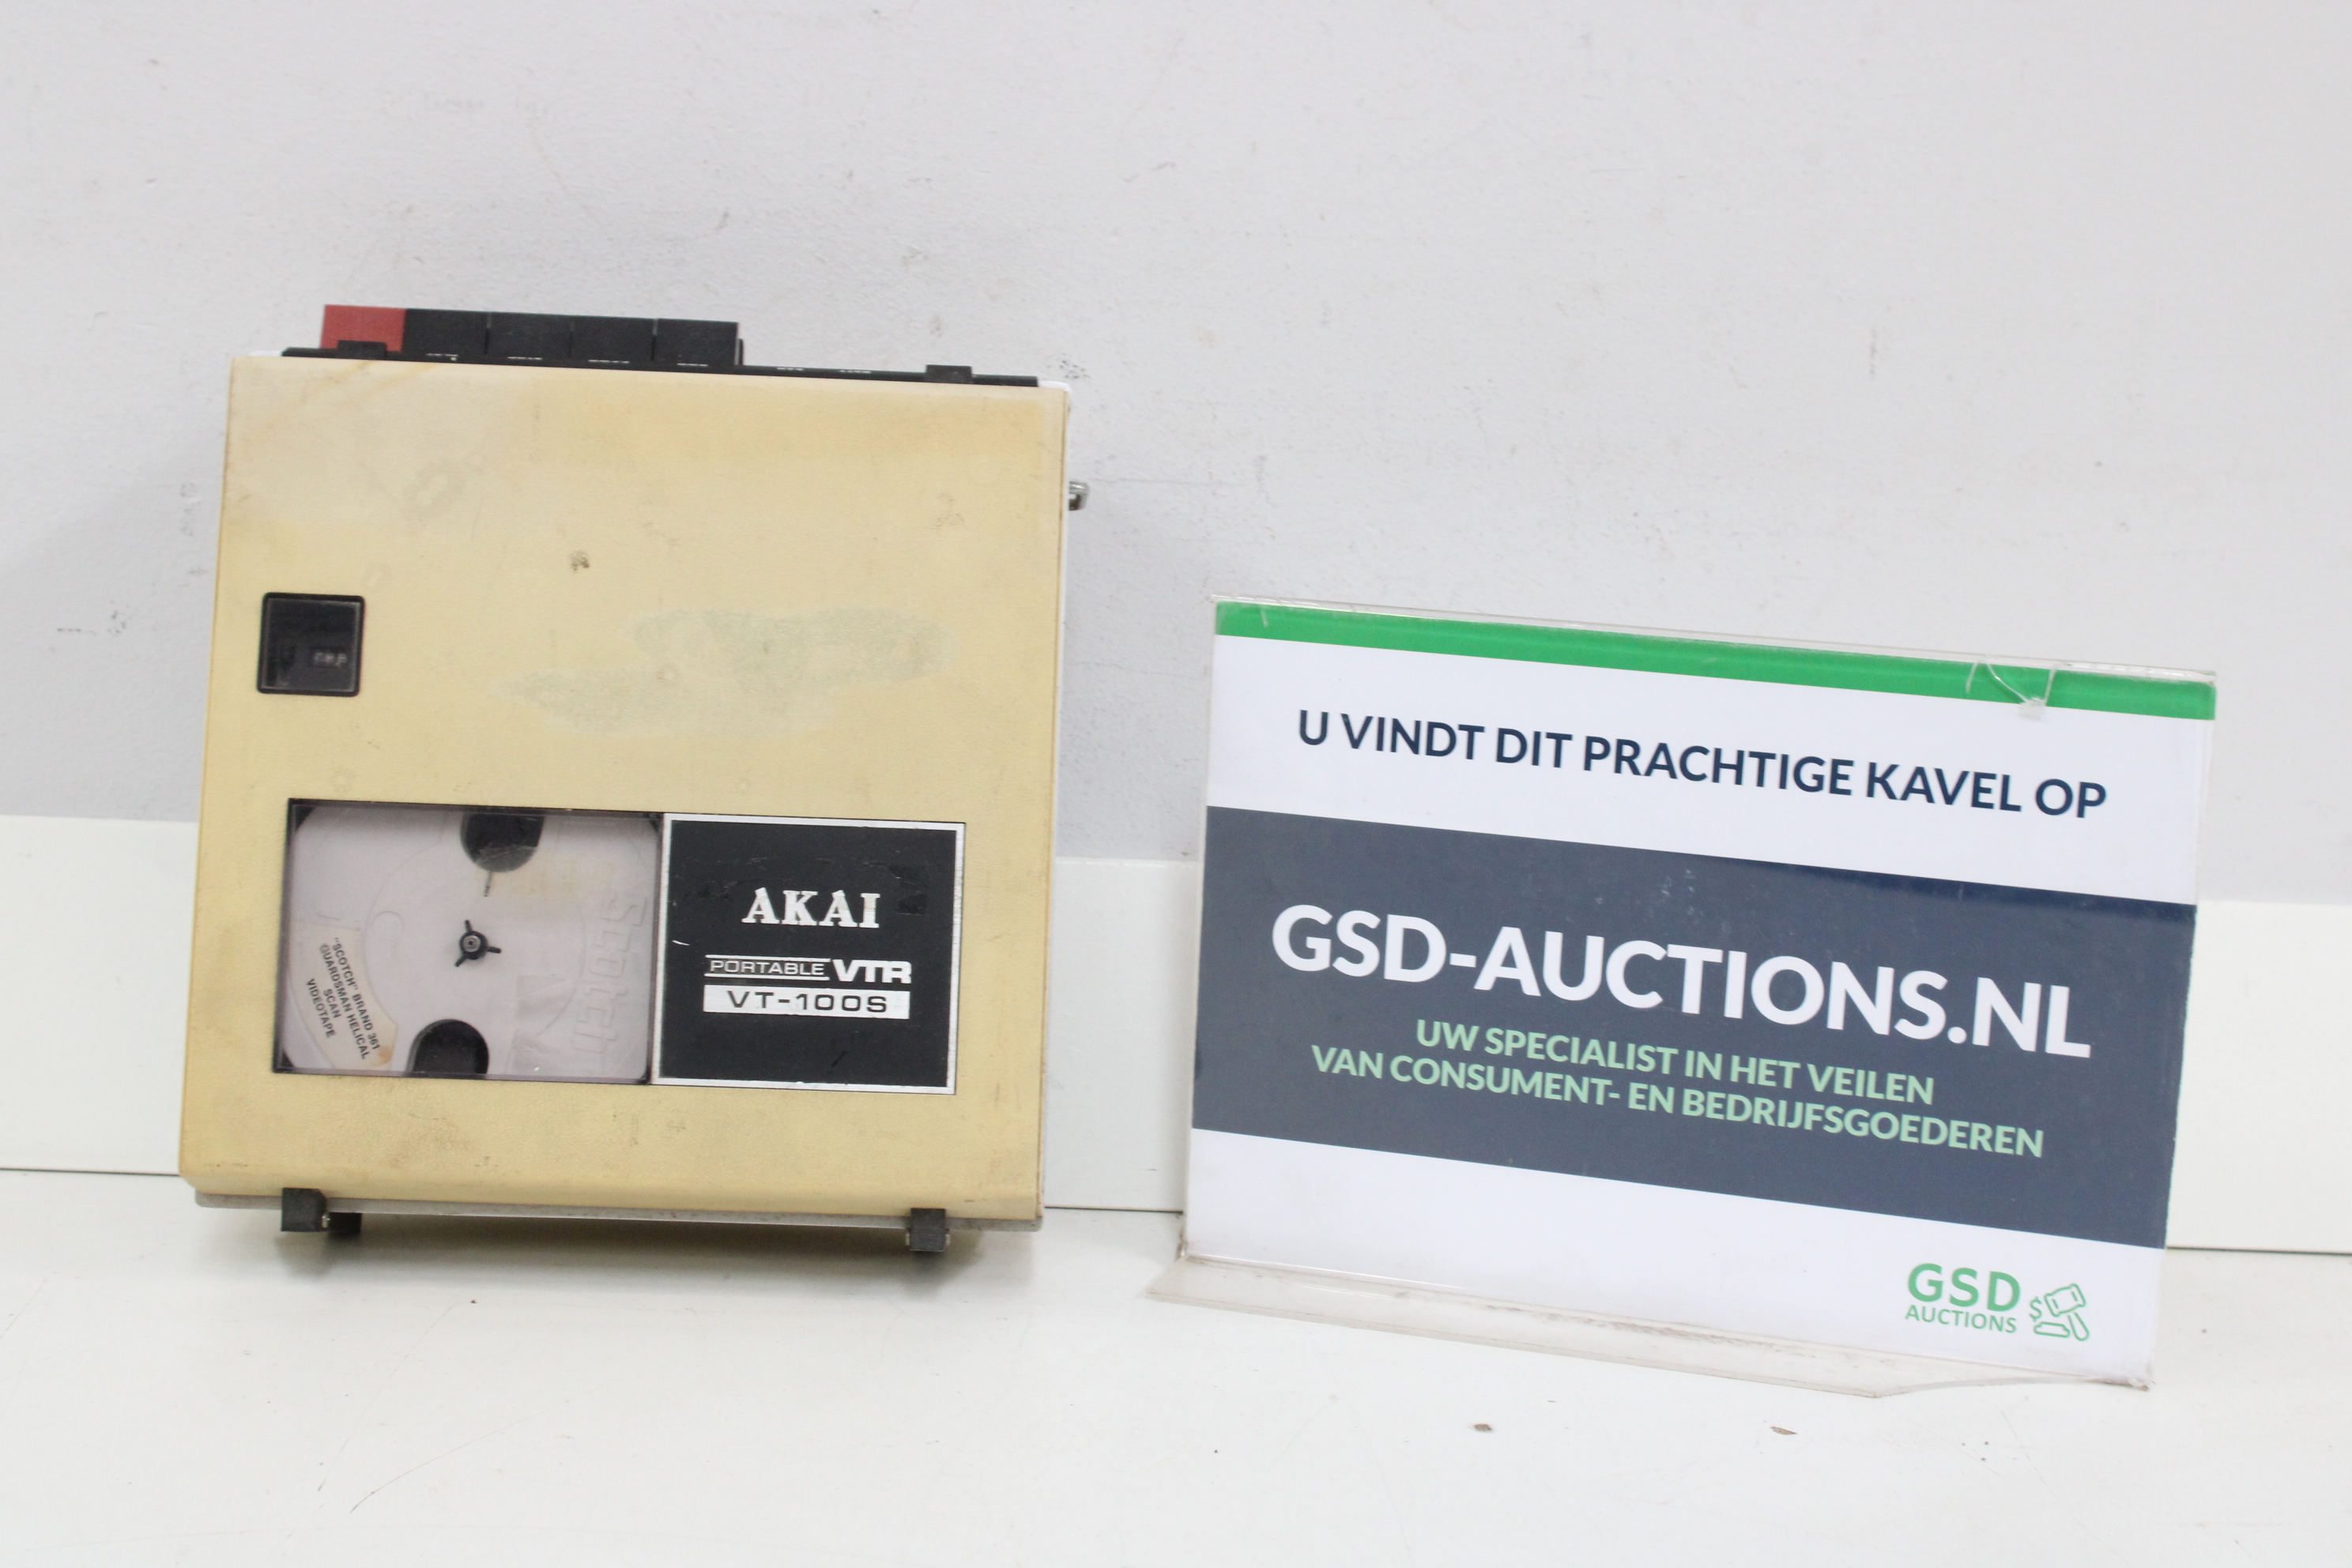 AKAI
PORTABLE VTR
VT-100S
Scotch
"SCOTCH" BRAND 361
GUARDSMAN HELICAL
SCAN
VIDEOTAPE
U VINDT DIT PRACHTIGE KAVEL OP
GSD-AUCTIONS.NL
UW SPECIALIST IN HET VEILEN
VAN CONSUMENT- EN BEDRIJFSGOEDEREN
GSD
AUCTIONS
$